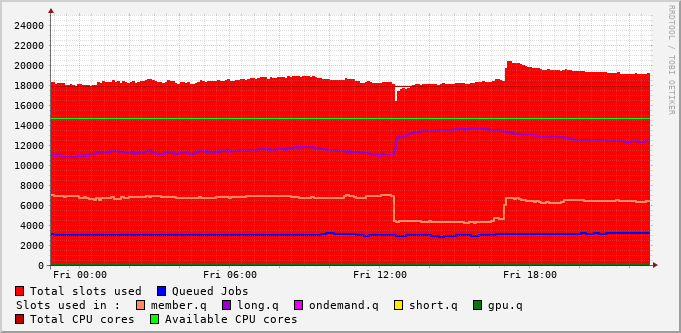 24000
22000
20000
18000
16000
14000
12000
10000
8000
6000
4000
2000
0
Fri 00:00 Fri 06:00 Fri 12:00 Fri 18:00
RRDTOOL / TOBI OETIKER
Total slots used Queued Jobs
Slots used in : member.q long.q ondemand.q short.q gpu.q
Total CPU cores Available CPU cores